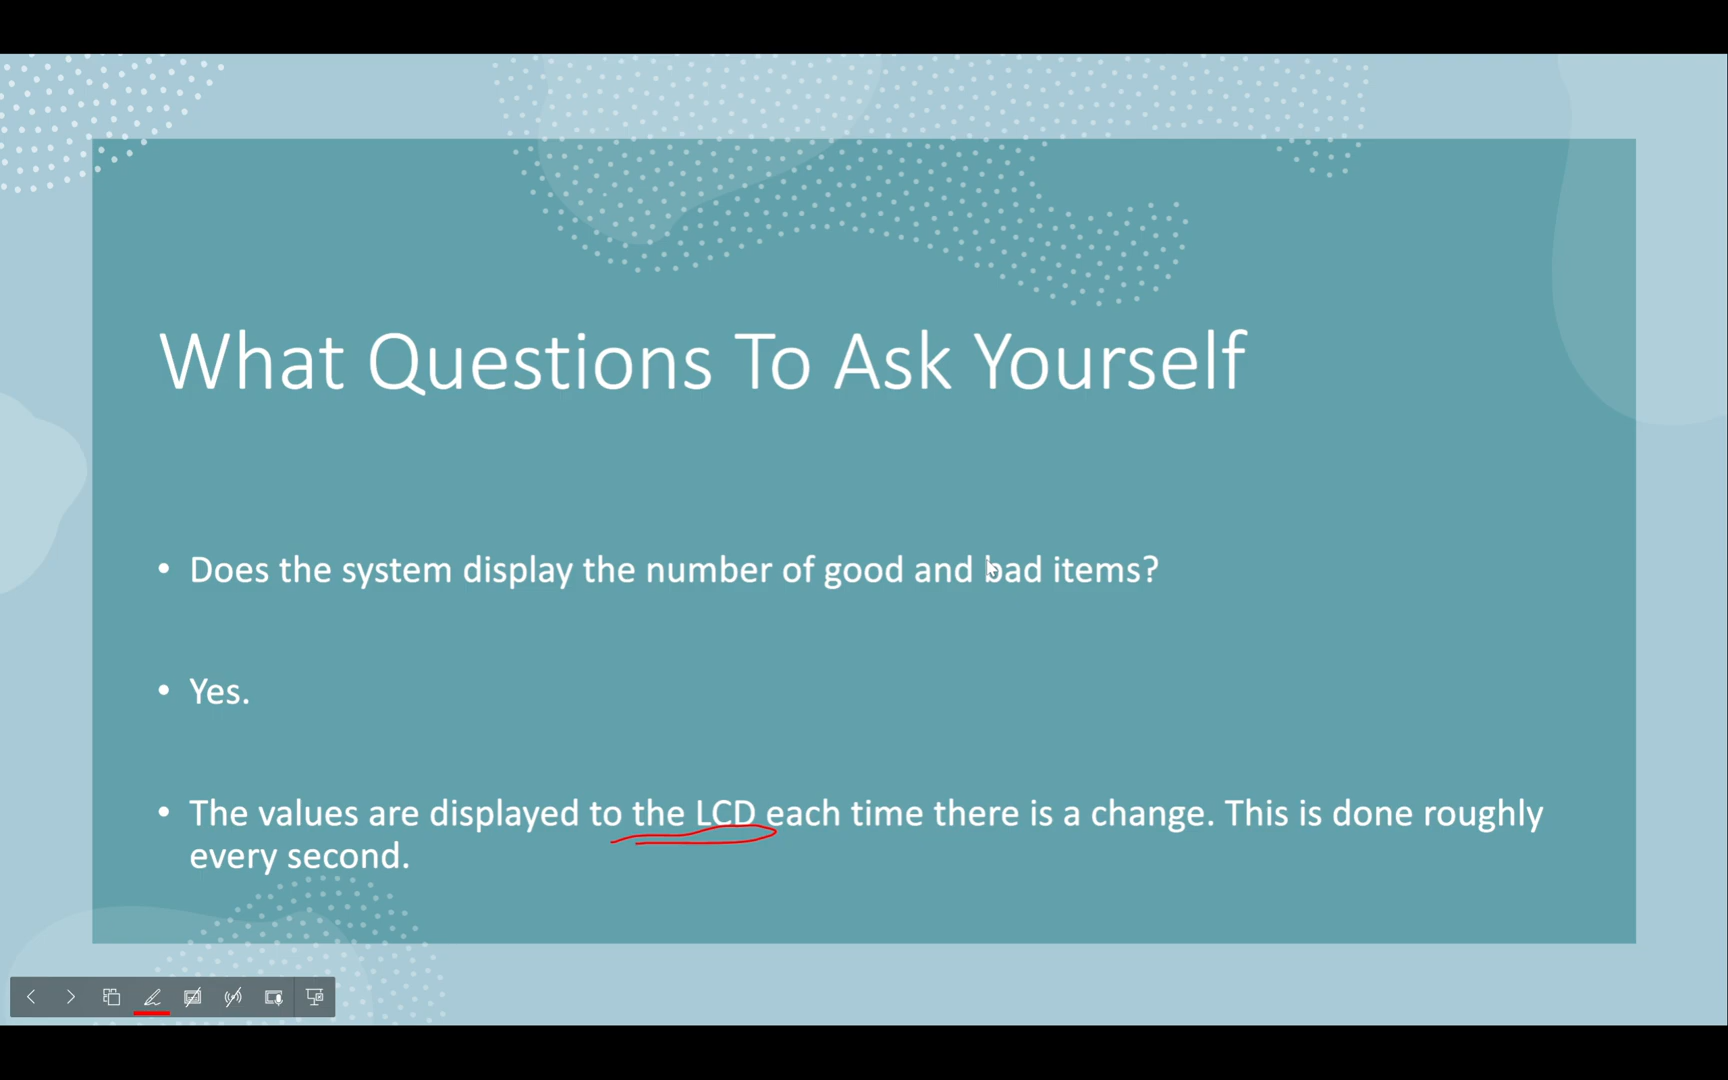 What Questions To Ask Yourself
• Does the system display the number of good and bad items?
• Yes.
• The values are displayed to the LCD each time there is a change. This is done roughly
every second.